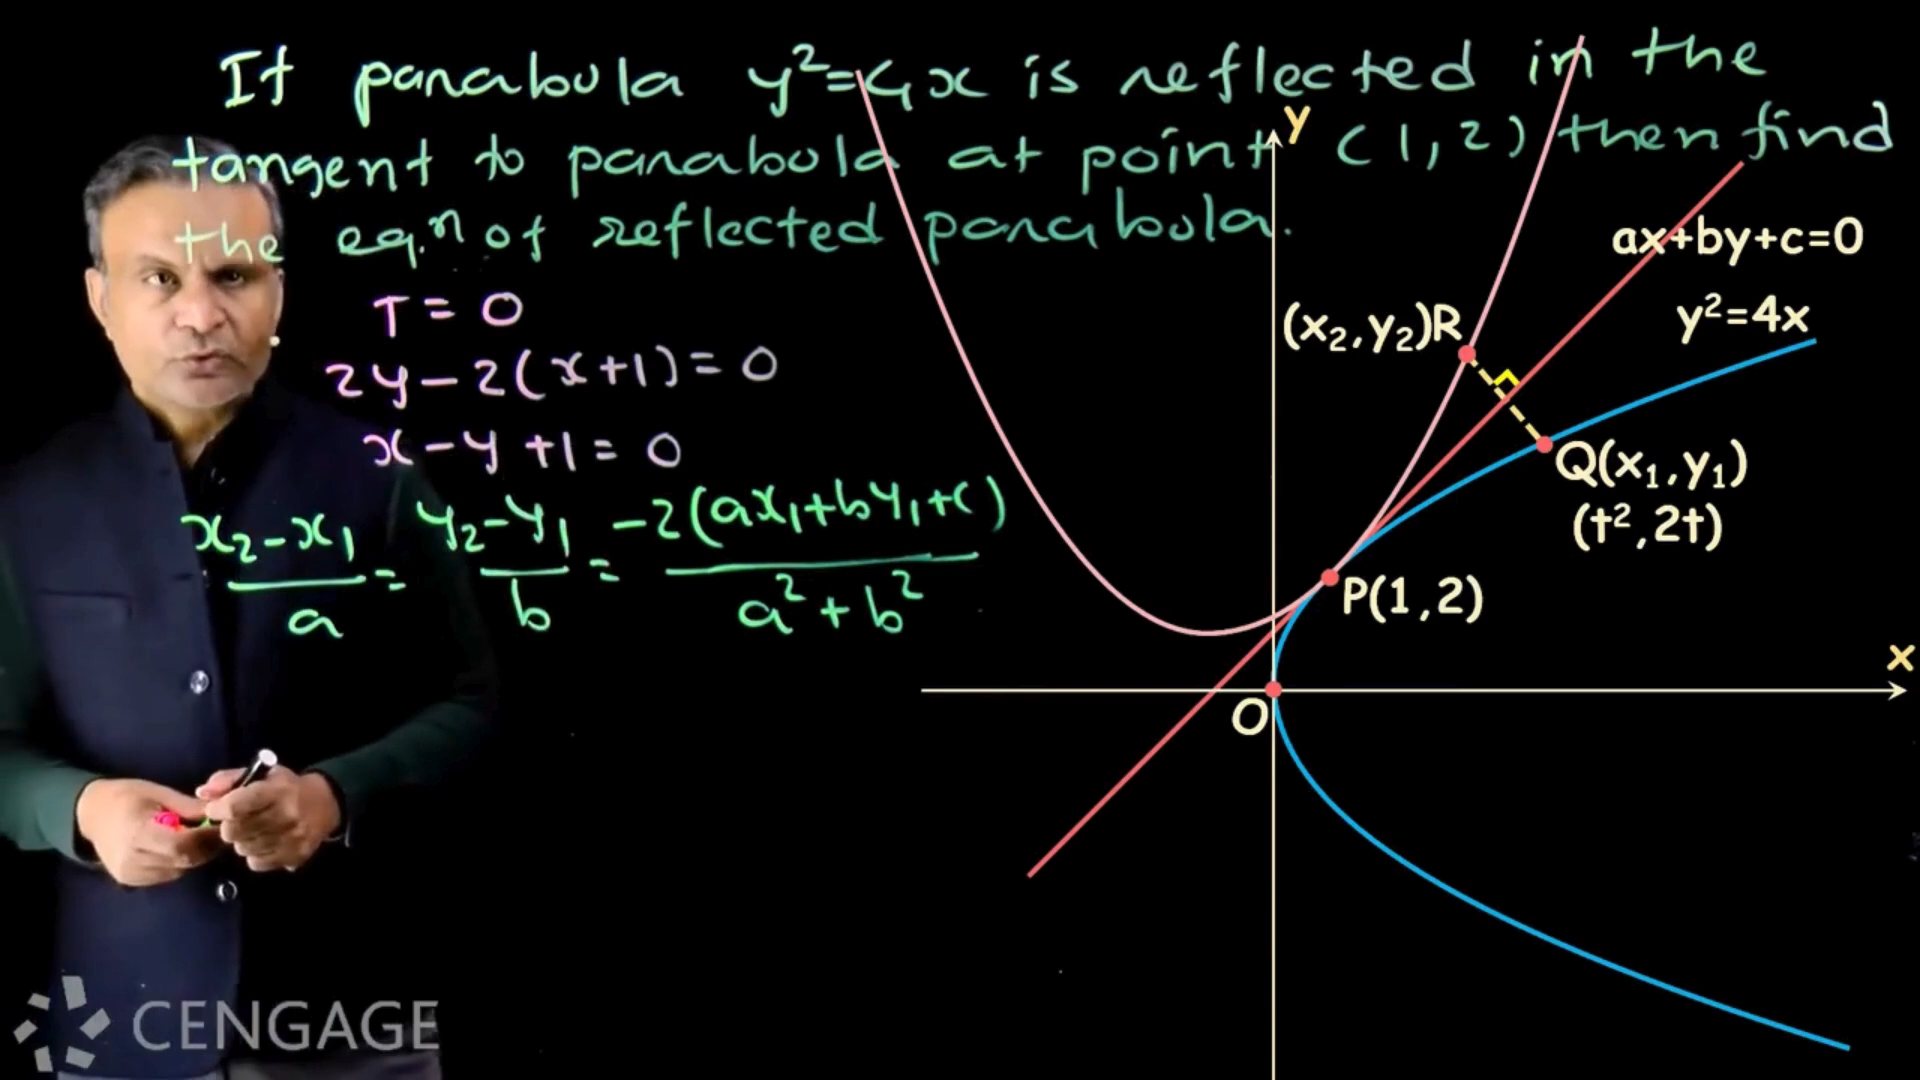 If parabola y²=4x is reflected in the
tangent to parabola at point (1,2) then find
the eq.ⁿ of reflected parabola.
T = 0
2y-2(x+1)=0
x-y+1=0
(x₂-x₁)/a = (y₂-y₁)/b = -2(ax₁+by₁+c)/(a²+b²)
y
ax+by+c=0
y²=4x
(x₂,y₂)R
Q(x₁,y₁)
(t²,2t)
P(1,2)
x
O
CENGAGE